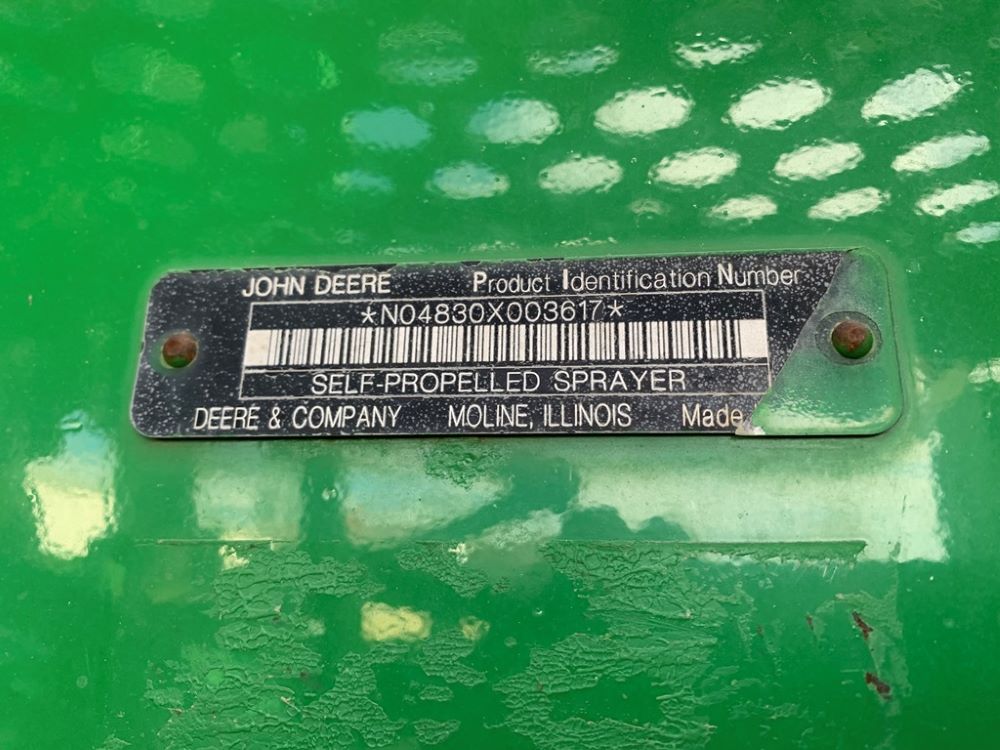 JOHN DEERE Product Identification Number
*N04830X003617*
SELF-PROPELLED SPRAYER
DEERE & COMPANY MOLINE, ILLINOIS Made